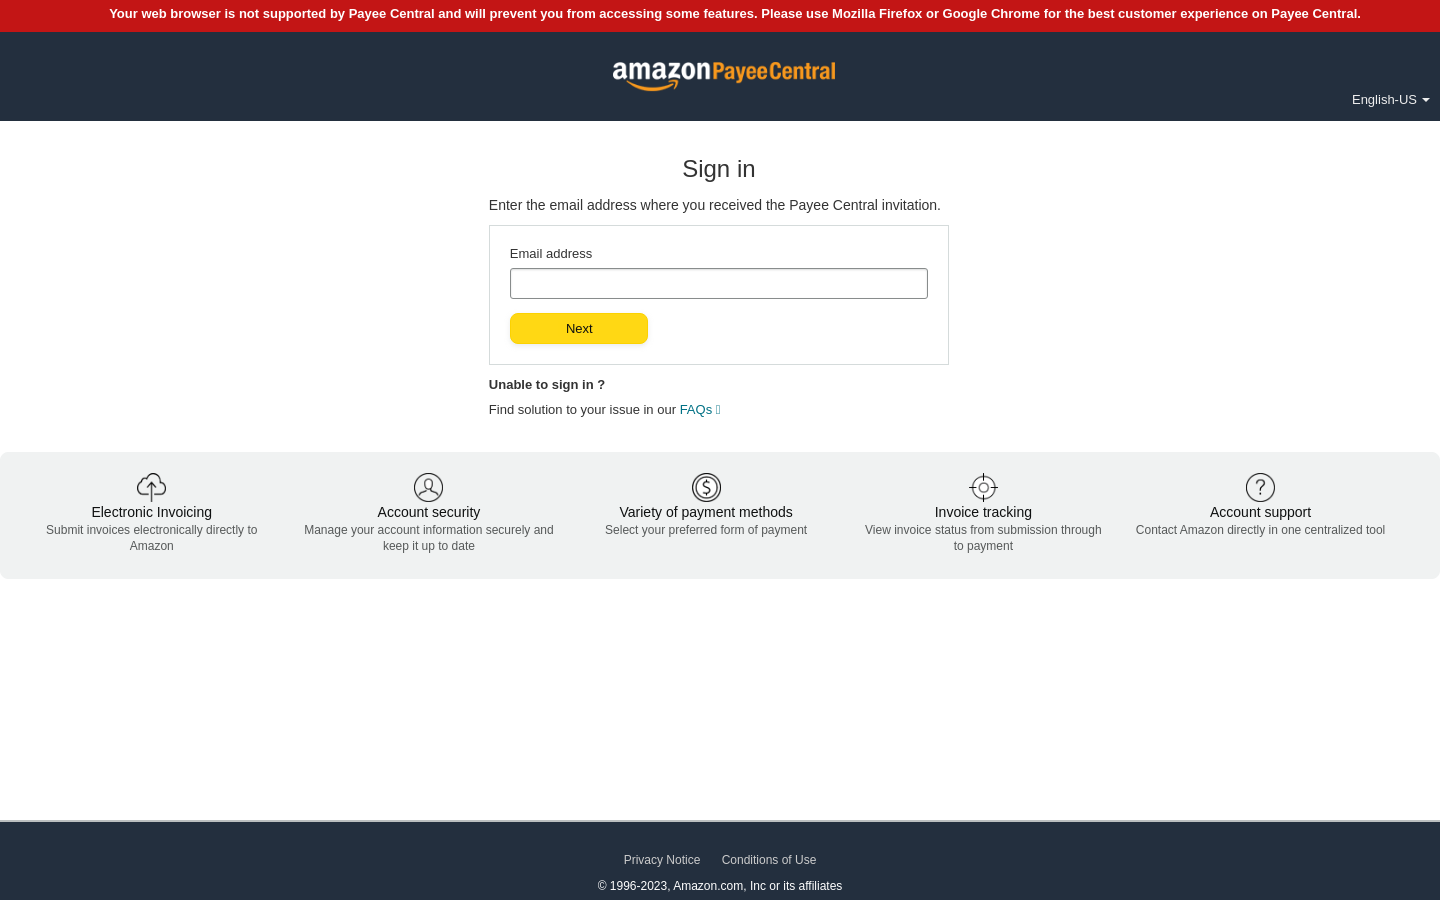 Your web browser is not supported by Payee Central and will prevent you from accessing some features. Please use Mozilla Firefox or Google Chrome for the best customer experience on Payee Central.
amazonPayeeCentral
English-US
Sign in
Enter the email address where you received the Payee Central invitation.
Email address
Next
Unable to sign in ?
Find solution to your issue in our FAQs
Electronic Invoicing
Submit invoices electronically directly to
Amazon
Account security
Manage your account information securely and
keep it up to date
Variety of payment methods
Select your preferred form of payment
Invoice tracking
View invoice status from submission through
to payment
Account support
Contact Amazon directly in one centralized tool
Privacy Notice Conditions of Use
© 1996-2023, Amazon.com, Inc or its affiliates